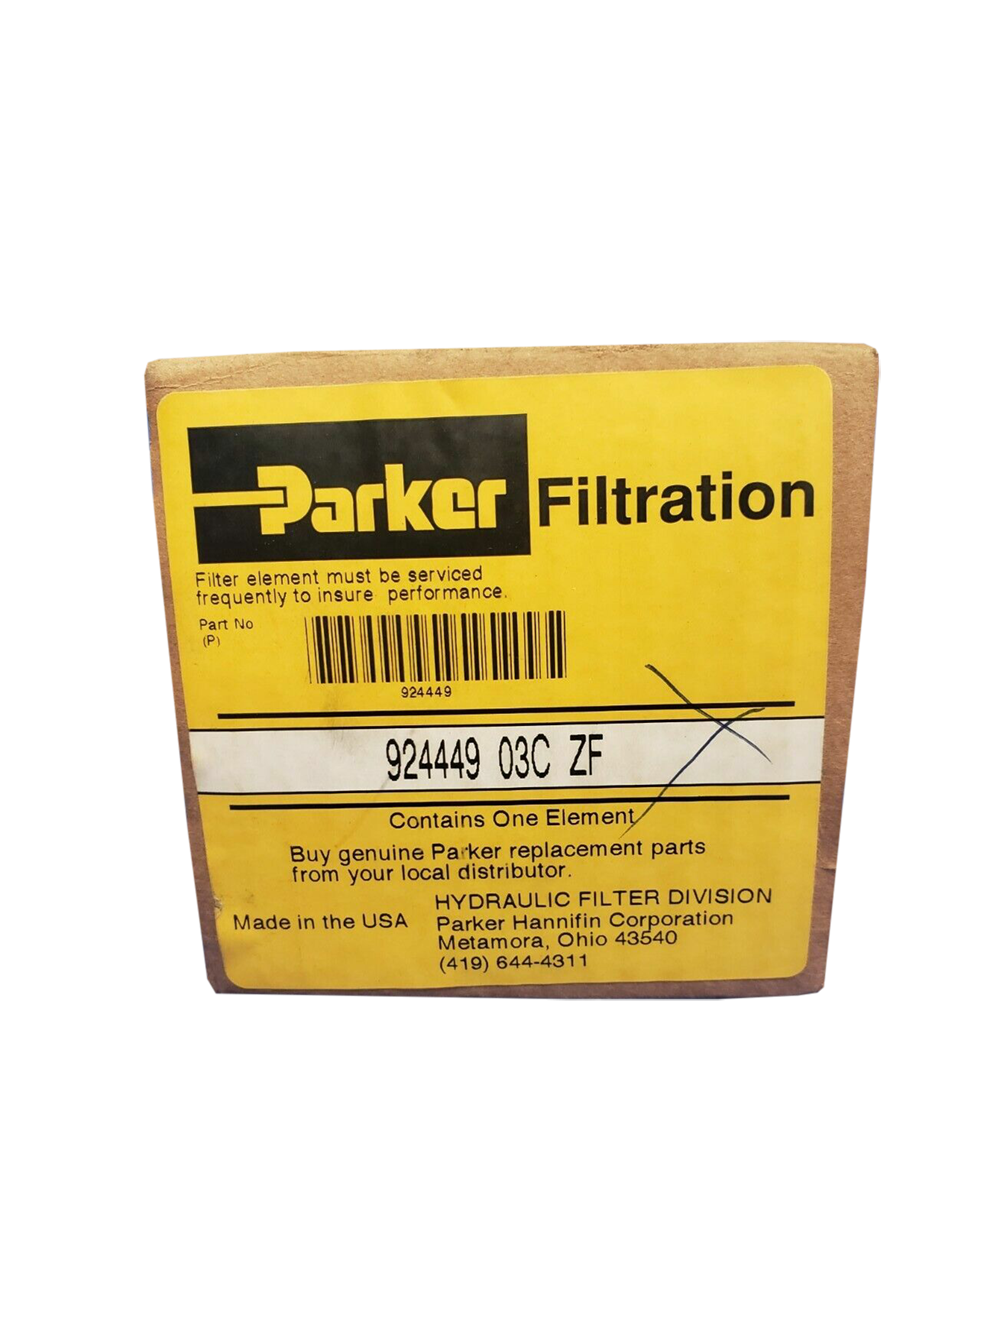 Parker Filtration
Filter element must be serviced
frequently to insure performance.
Part No
(P)
924449
924449 03C ZF
Contains One Element
Buy genuine Parker replacement parts
from your local distributor.
HYDRAULIC FILTER DIVISION
Made in the USA Parker Hannifin Corporation
Metamora, Ohio 43540
(419) 644-4311